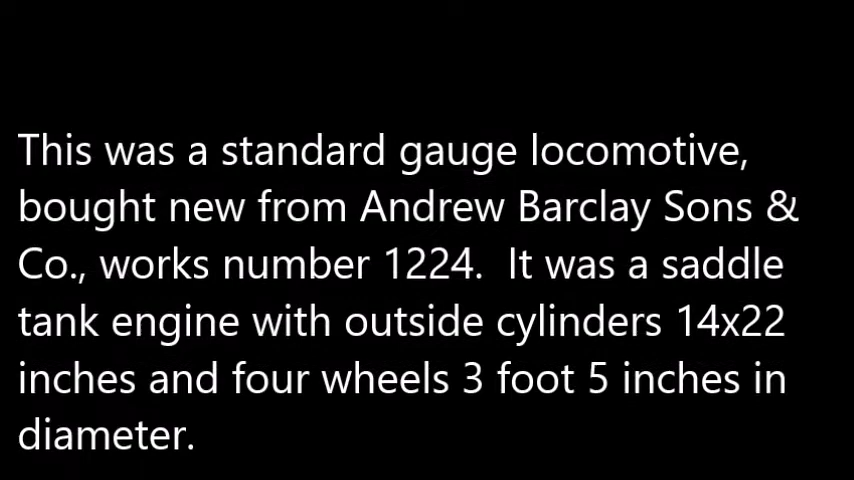 This was a standard gauge locomotive,
bought new from Andrew Barclay Sons &
Co., works number 1224.  It was a saddle
tank engine with outside cylinders 14x22
inches and four wheels 3 foot 5 inches in
diameter.